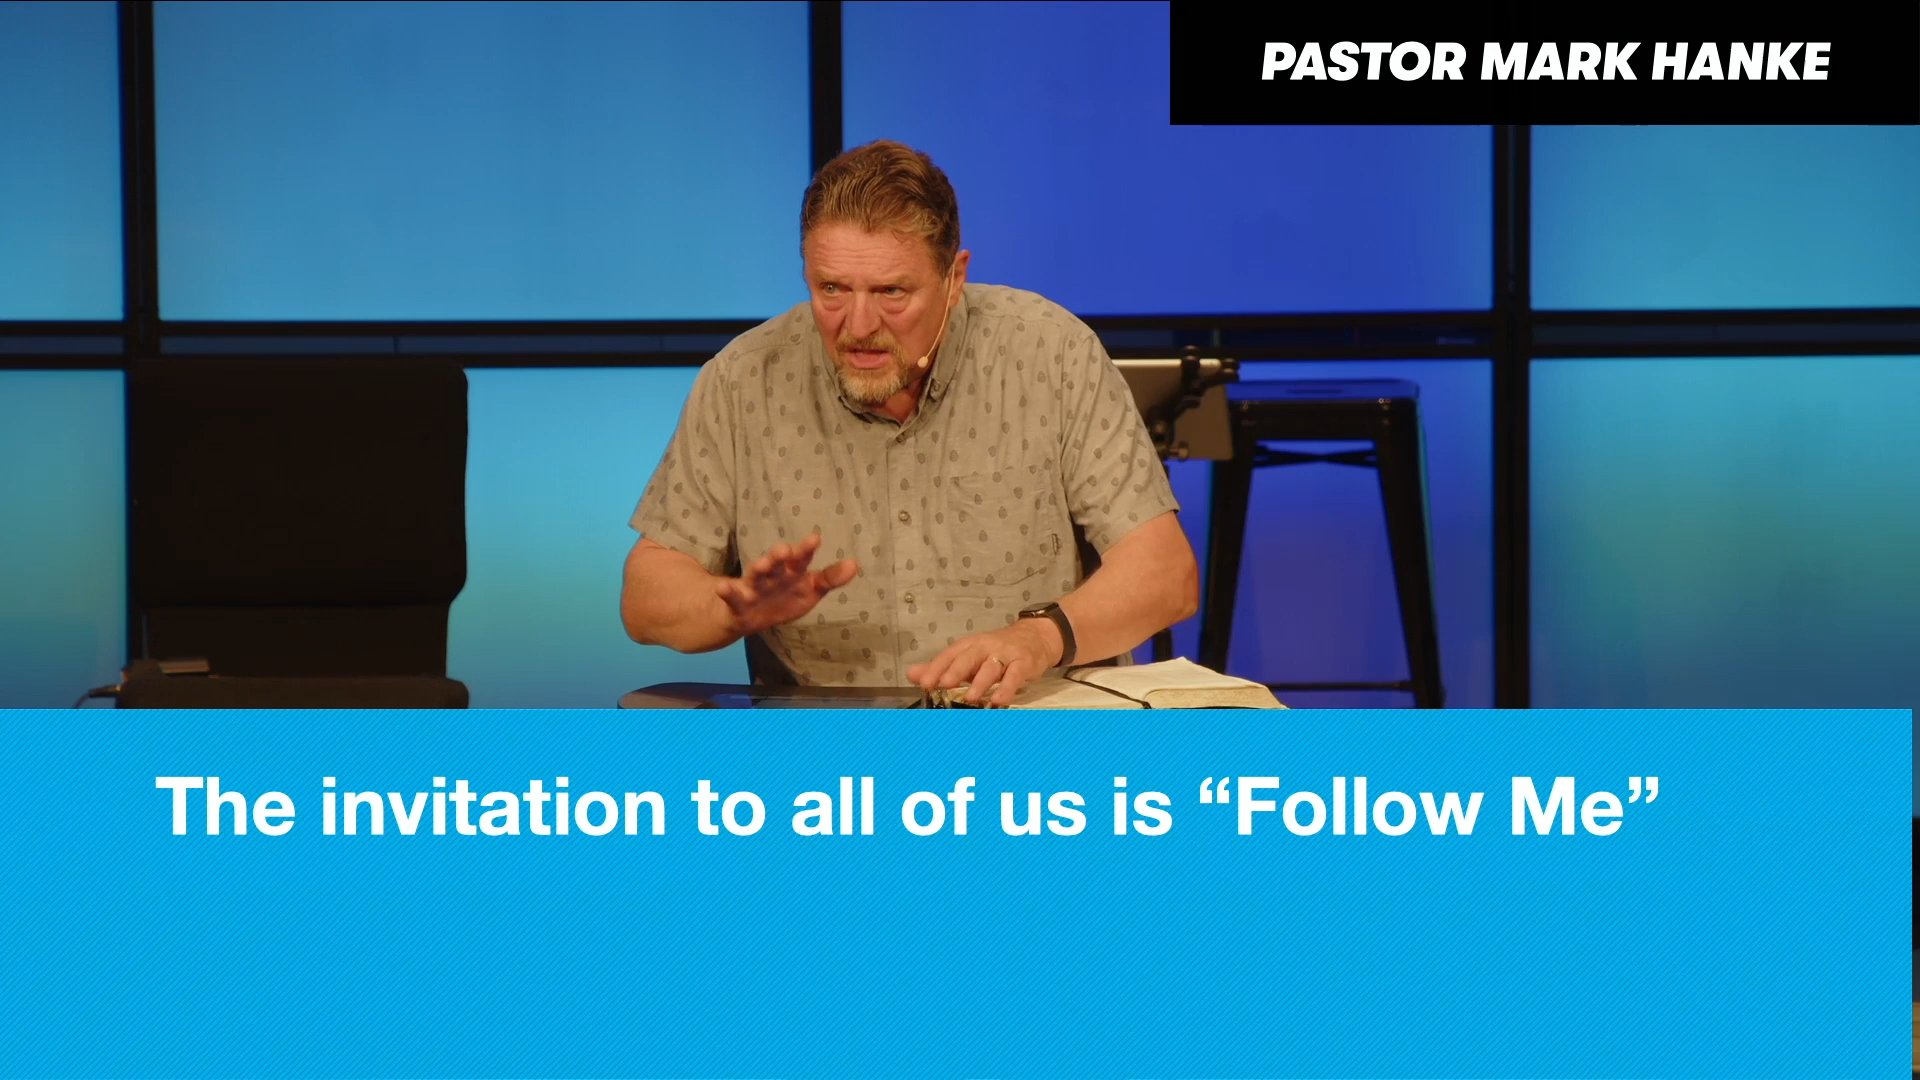 PASTOR MARK HANKE
The invitation to all of us is “Follow Me”